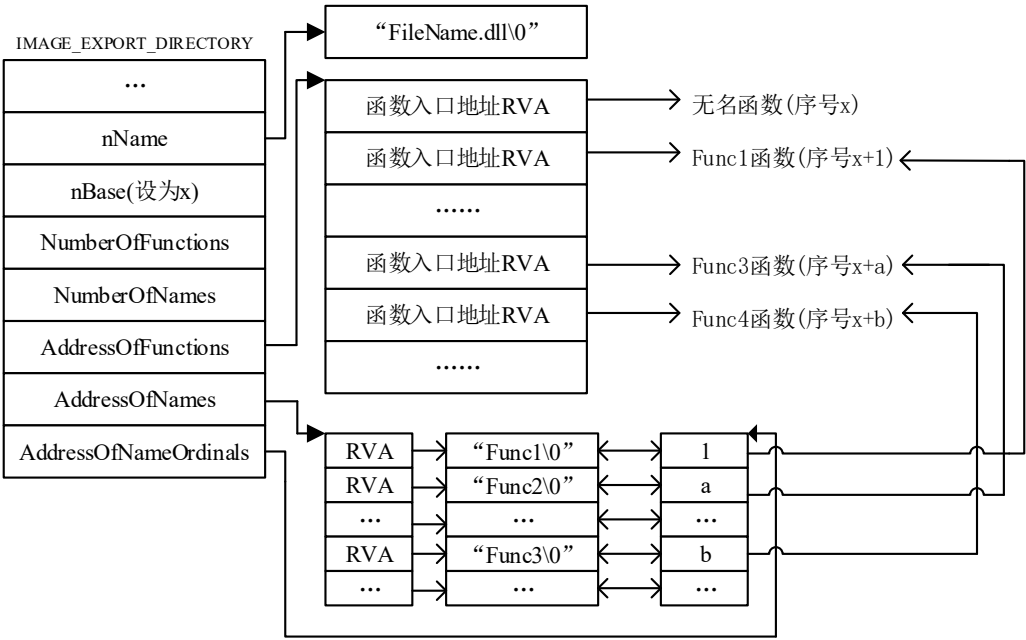 IMAGE_EXPORT_DIRECTORY
...
nName
nBase(设为x)
NumberOfFunctions
NumberOfNames
AddressOfFunctions
AddressOfNames
AddressOfNameOrdinals
“FileName.dll\0”
函数入口地址RVA
函数入口地址RVA
......
函数入口地址RVA
函数入口地址RVA
......
无名函数(序号x)
Func1函数(序号x+1)
Func3函数(序号x+a)
Func4函数(序号x+b)
RVA “Func1\0” 1
RVA “Func2\0” a
... ... ...
RVA “Func3\0” b
... ... ...